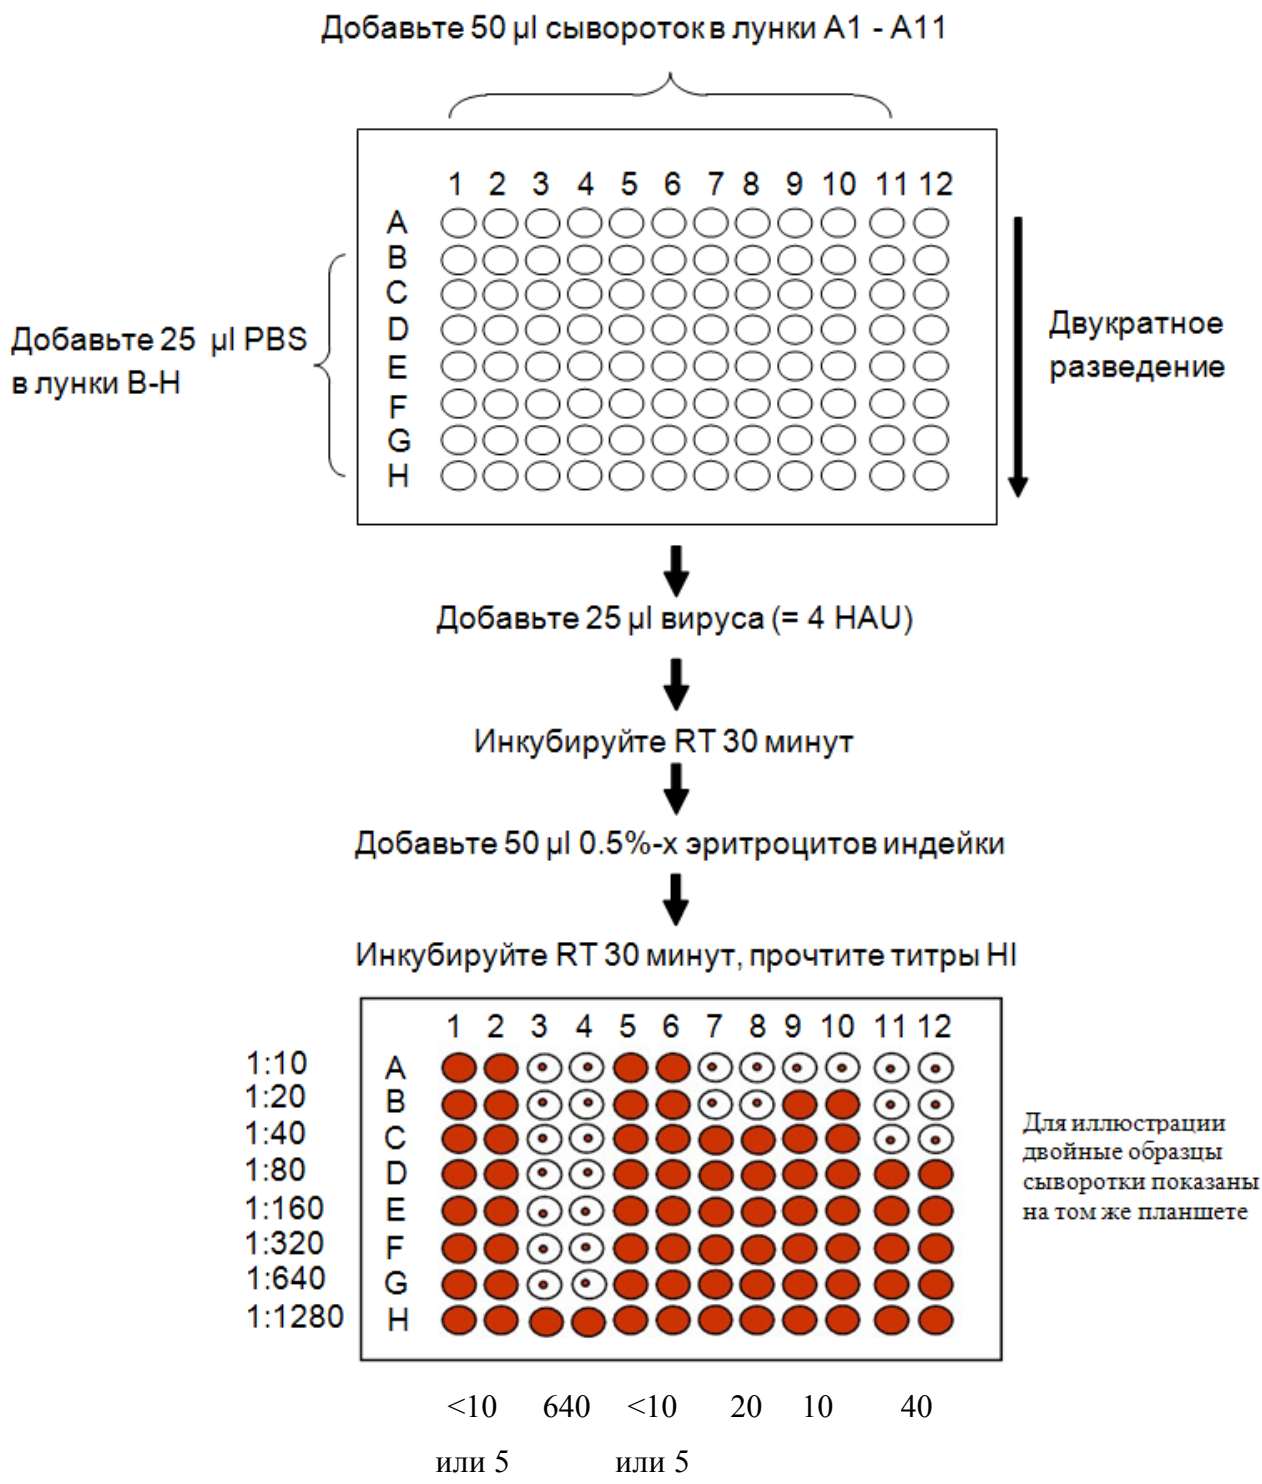 Добавьте 50 µl сывороток в лунки A1 - A11
1 2 3 4 5 6 7 8 9 10 11 12
A
B
C
D
E
F
G
H
Добавьте 25 µl PBS
в лунки B-H
Двукратное
разведение
Добавьте 25 µl вируса (= 4 HAU)
Инкубируйте RT 30 минут
Добавьте 50 µl 0.5%-х эритроцитов индейки
Инкубируйте RT 30 минут, прочтите титры HI
1 2 3 4 5 6 7 8 9 10 11 12
1:10 A
1:20 B
1:40 C
1:80 D
1:160 E
1:320 F
1:640 G
1:1280 H
Для иллюстрации
двойные образцы
сыворотки показаны
на том же планшете
<10 640 <10 20 10 40
или 5 или 5